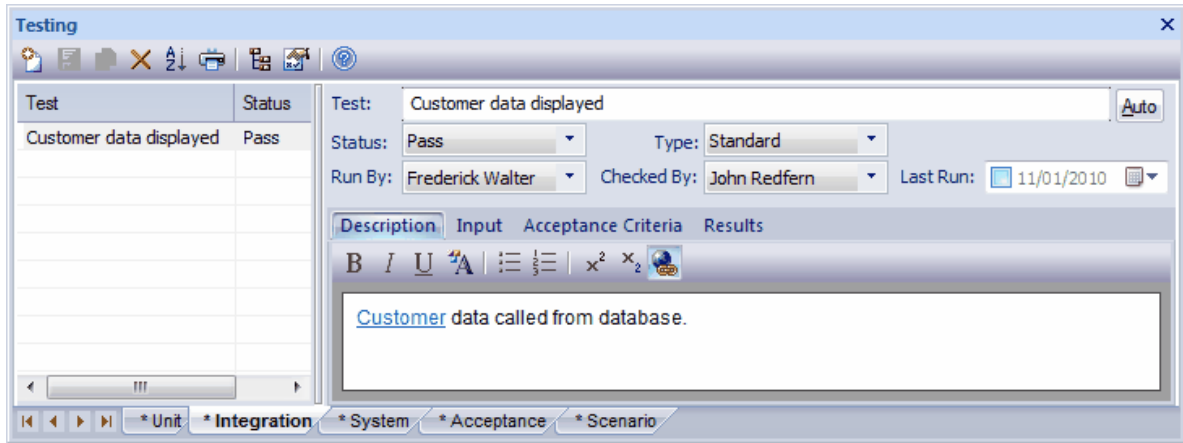 Testing
Test Status
Customer data displayed Pass
Test: Customer data displayed Auto
Status: Pass Type: Standard
Run By: Frederick Walter Checked By: John Redfern Last Run: 11/01/2010
Description Input Acceptance Criteria Results
B I U A x² x₂
Customer data called from database.
* Unit * Integration * System * Acceptance * Scenario